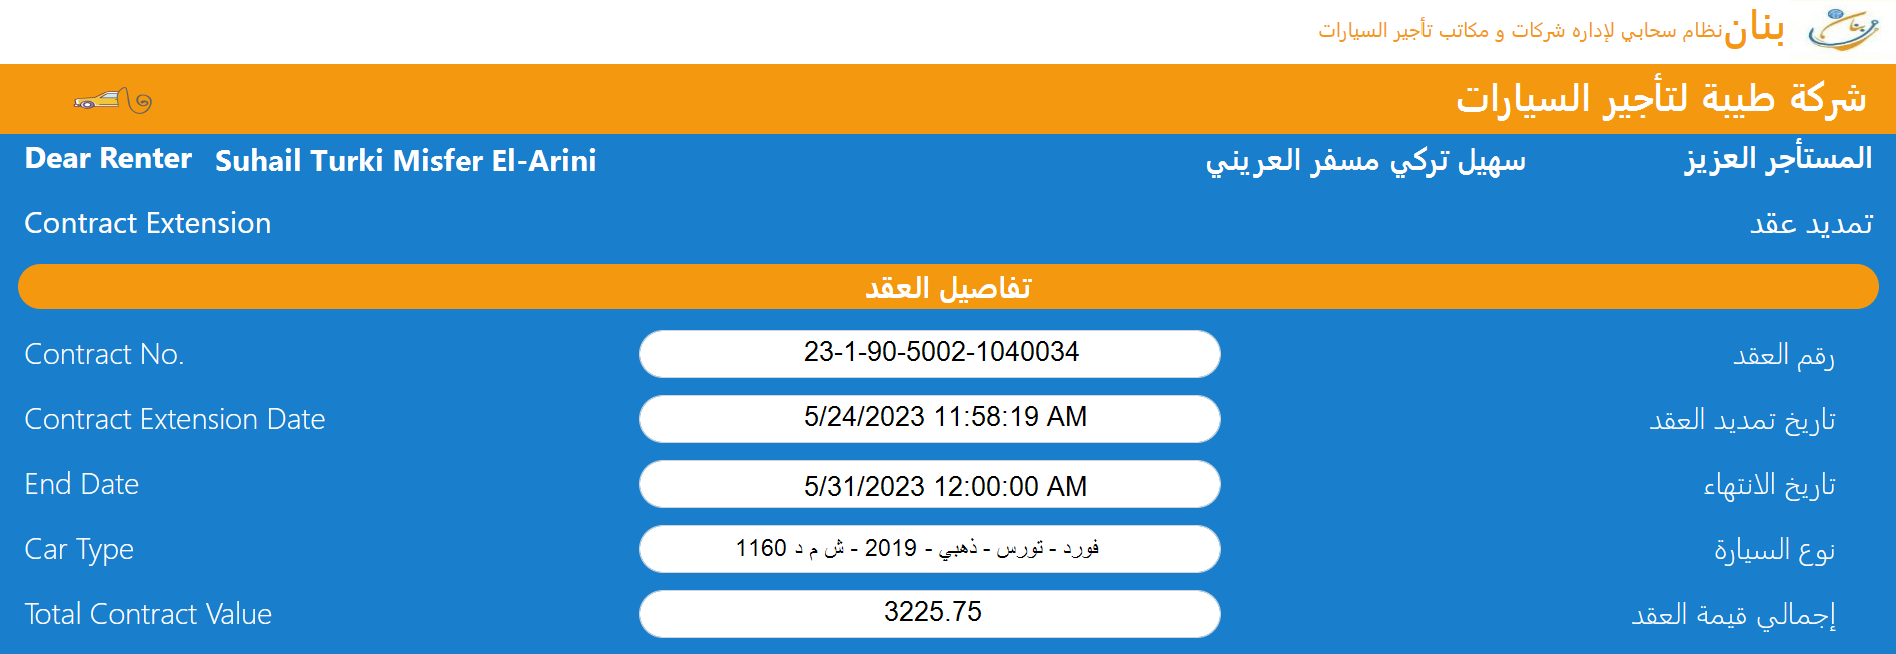 بنان نظام سحابي لإداره شركات و مكاتب تأجير السيارات
شركة طيبة لتأجير السيارات
Dear Renter Suhail Turki Misfer El-Arini سهيل تركي مسفر العريني المستأجر العزيز
Contract Extension تمديد عقد
تفاصيل العقد
Contract No. 23-1-90-5002-1040034 رقم العقد
Contract Extension Date 5/24/2023 11:58:19 AM تاريخ تمديد العقد
End Date 5/31/2023 12:00:00 AM تاريخ الانتهاء
Car Type فورد - تورس - ذهبي - 2019 - ش م د 1160 نوع السيارة
Total Contract Value 3225.75 إجمالي قيمة العقد